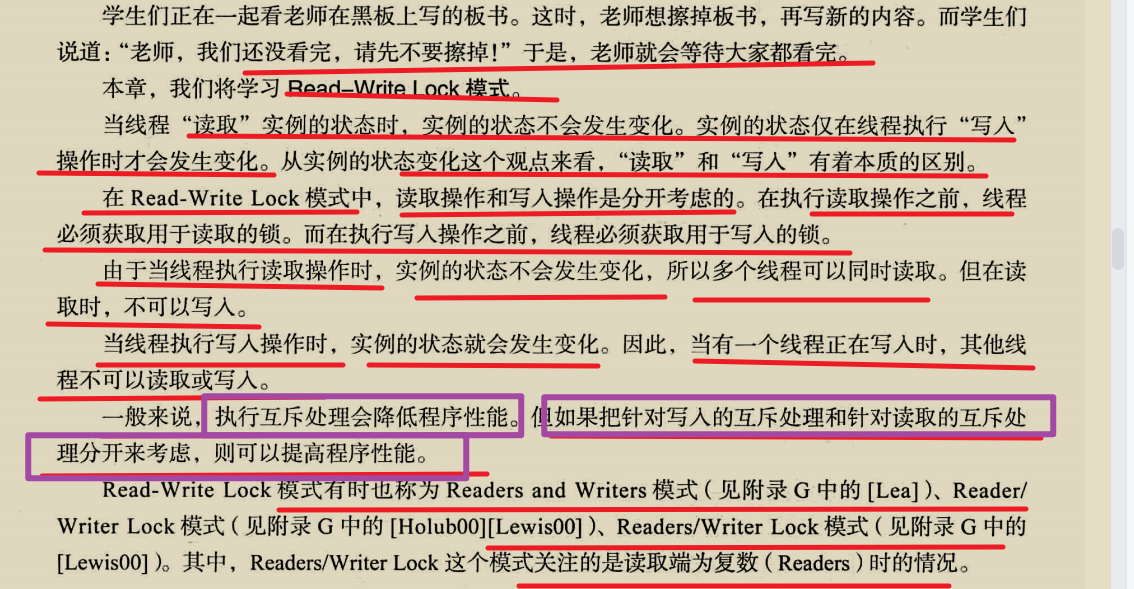 学生们正在一起看老师在黑板上写的板书。这时，老师想擦掉板书，再写新的内容。而学生们
说道：“老师，我们还没看完，请先不要擦掉！”于是，老师就会等待大家都看完。
本章，我们将学习 Read–Write Lock 模式。
当线程“读取”实例的状态时，实例的状态不会发生变化。实例的状态仅在线程执行“写入”
操作时才会发生变化。从实例的状态变化这个观点来看，“读取”和“写入”有着本质的区别。
在 Read-Write Lock 模式中，读取操作和写入操作是分开考虑的。在执行读取操作之前，线程
必须获取用于读取的锁。而在执行写入操作之前，线程必须获取用于写入的锁。
由于当线程执行读取操作时，实例的状态不会发生变化，所以多个线程可以同时读取。但在读
取时，不可以写入。
当线程执行写入操作时，实例的状态就会发生变化。因此，当有一个线程正在写入时，其他线
程不可以读取或写入。
一般来说，执行互斥处理会降低程序性能。但如果把针对写入的互斥处理和针对读取的互斥处
理分开来考虑，则可以提高程序性能。
Read-Write Lock 模式有时也称为 Readers and Writers 模式（见附录 G 中的 [Lea]）、Reader/
Writer Lock 模式（见附录 G 中的 [Holub00][Lewis00]）、Readers/Writer Lock 模式（见附录 G 中的
[Lewis00]）。其中，Readers/Writer Lock 这个模式关注的是读取端为复数（Readers）时的情况。